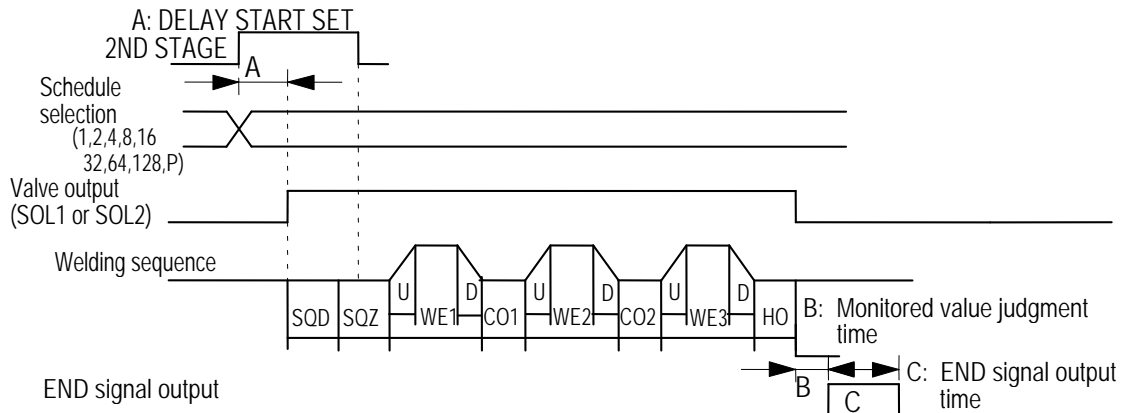 A: DELAY START SET
2ND STAGE
A
Schedule
selection
(1,2,4,8,16
32,64,128,P)
Valve output
(SOL1 or SOL2)
Welding sequence
U D U D U D
SQD SQZ WE1 CO1 WE2 CO2 WE3 HO
B: Monitored value judgment
time
END signal output
B
C
C: END signal output
time